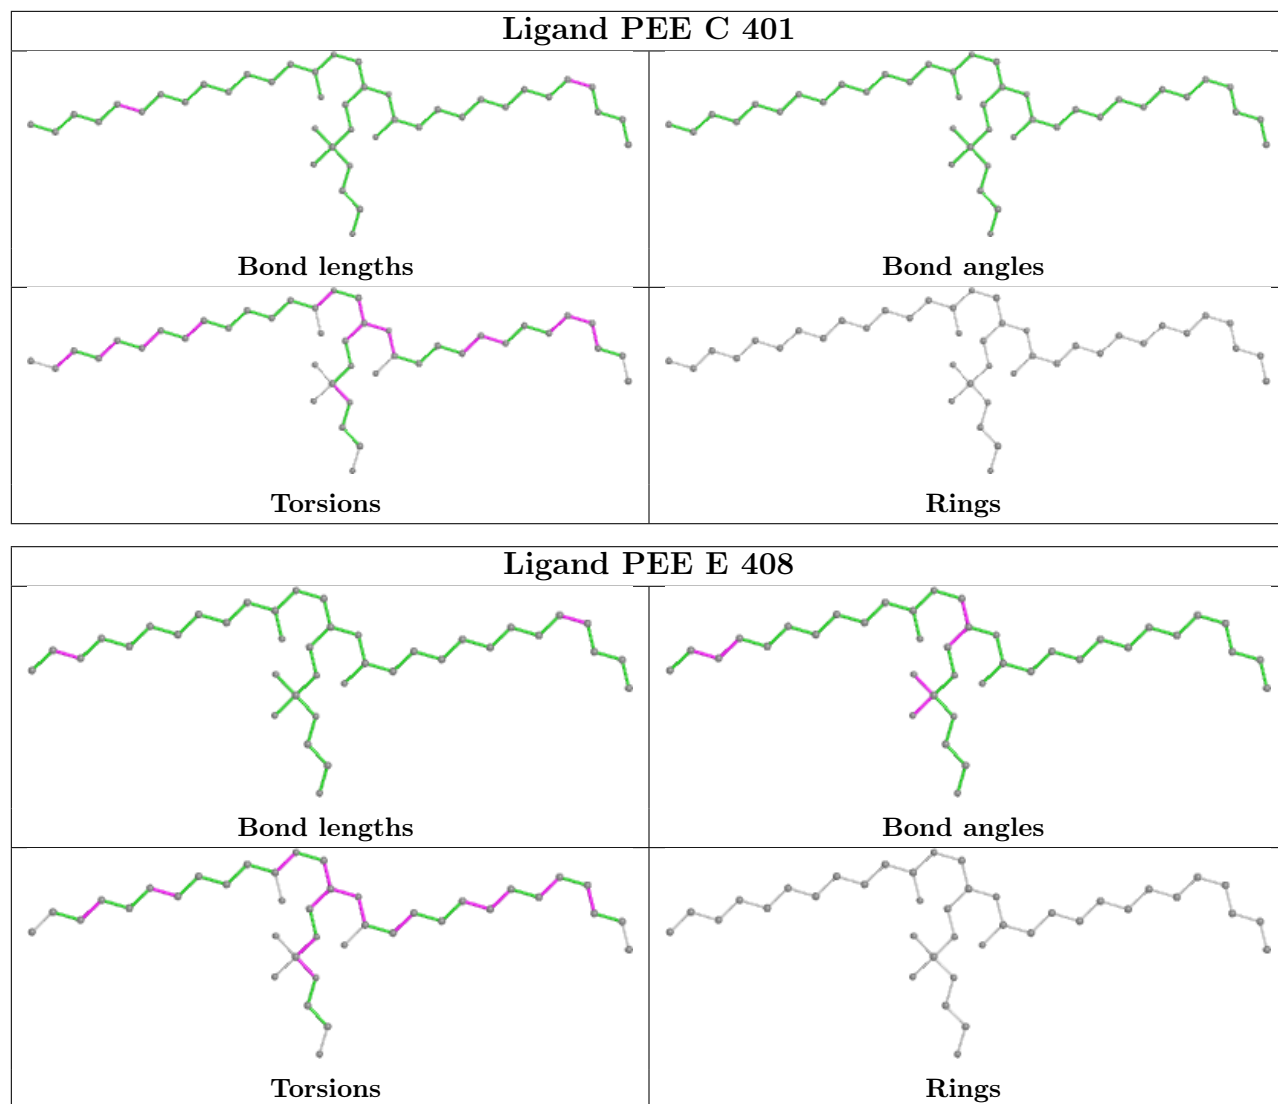 Ligand PEE C 401
Bond lengths
Bond angles
Torsions
Rings
Ligand PEE E 408
Bond lengths
Bond angles
Torsions
Rings